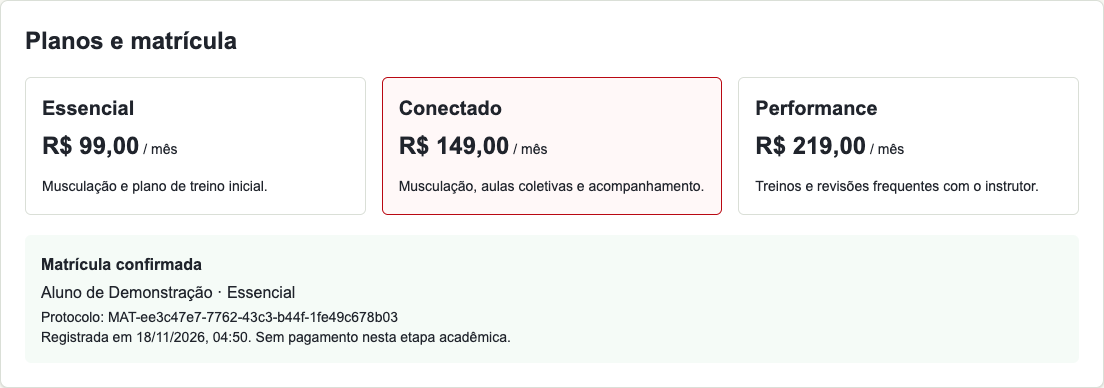 Planos e matrícula
Essencial
R$ 99,00 / mês
Musculação e plano de treino inicial.
Conectado
R$ 149,00 / mês
Musculação, aulas coletivas e acompanhamento.
Performance
R$ 219,00 / mês
Treinos e revisões frequentes com o instrutor.
Matrícula confirmada
Aluno de Demonstração · Essencial
Protocolo: MAT-ee3c47e7-7762-43c3-b44f-1fe49c678b03
Registrada em 18/11/2026, 04:50. Sem pagamento nesta etapa acadêmica.